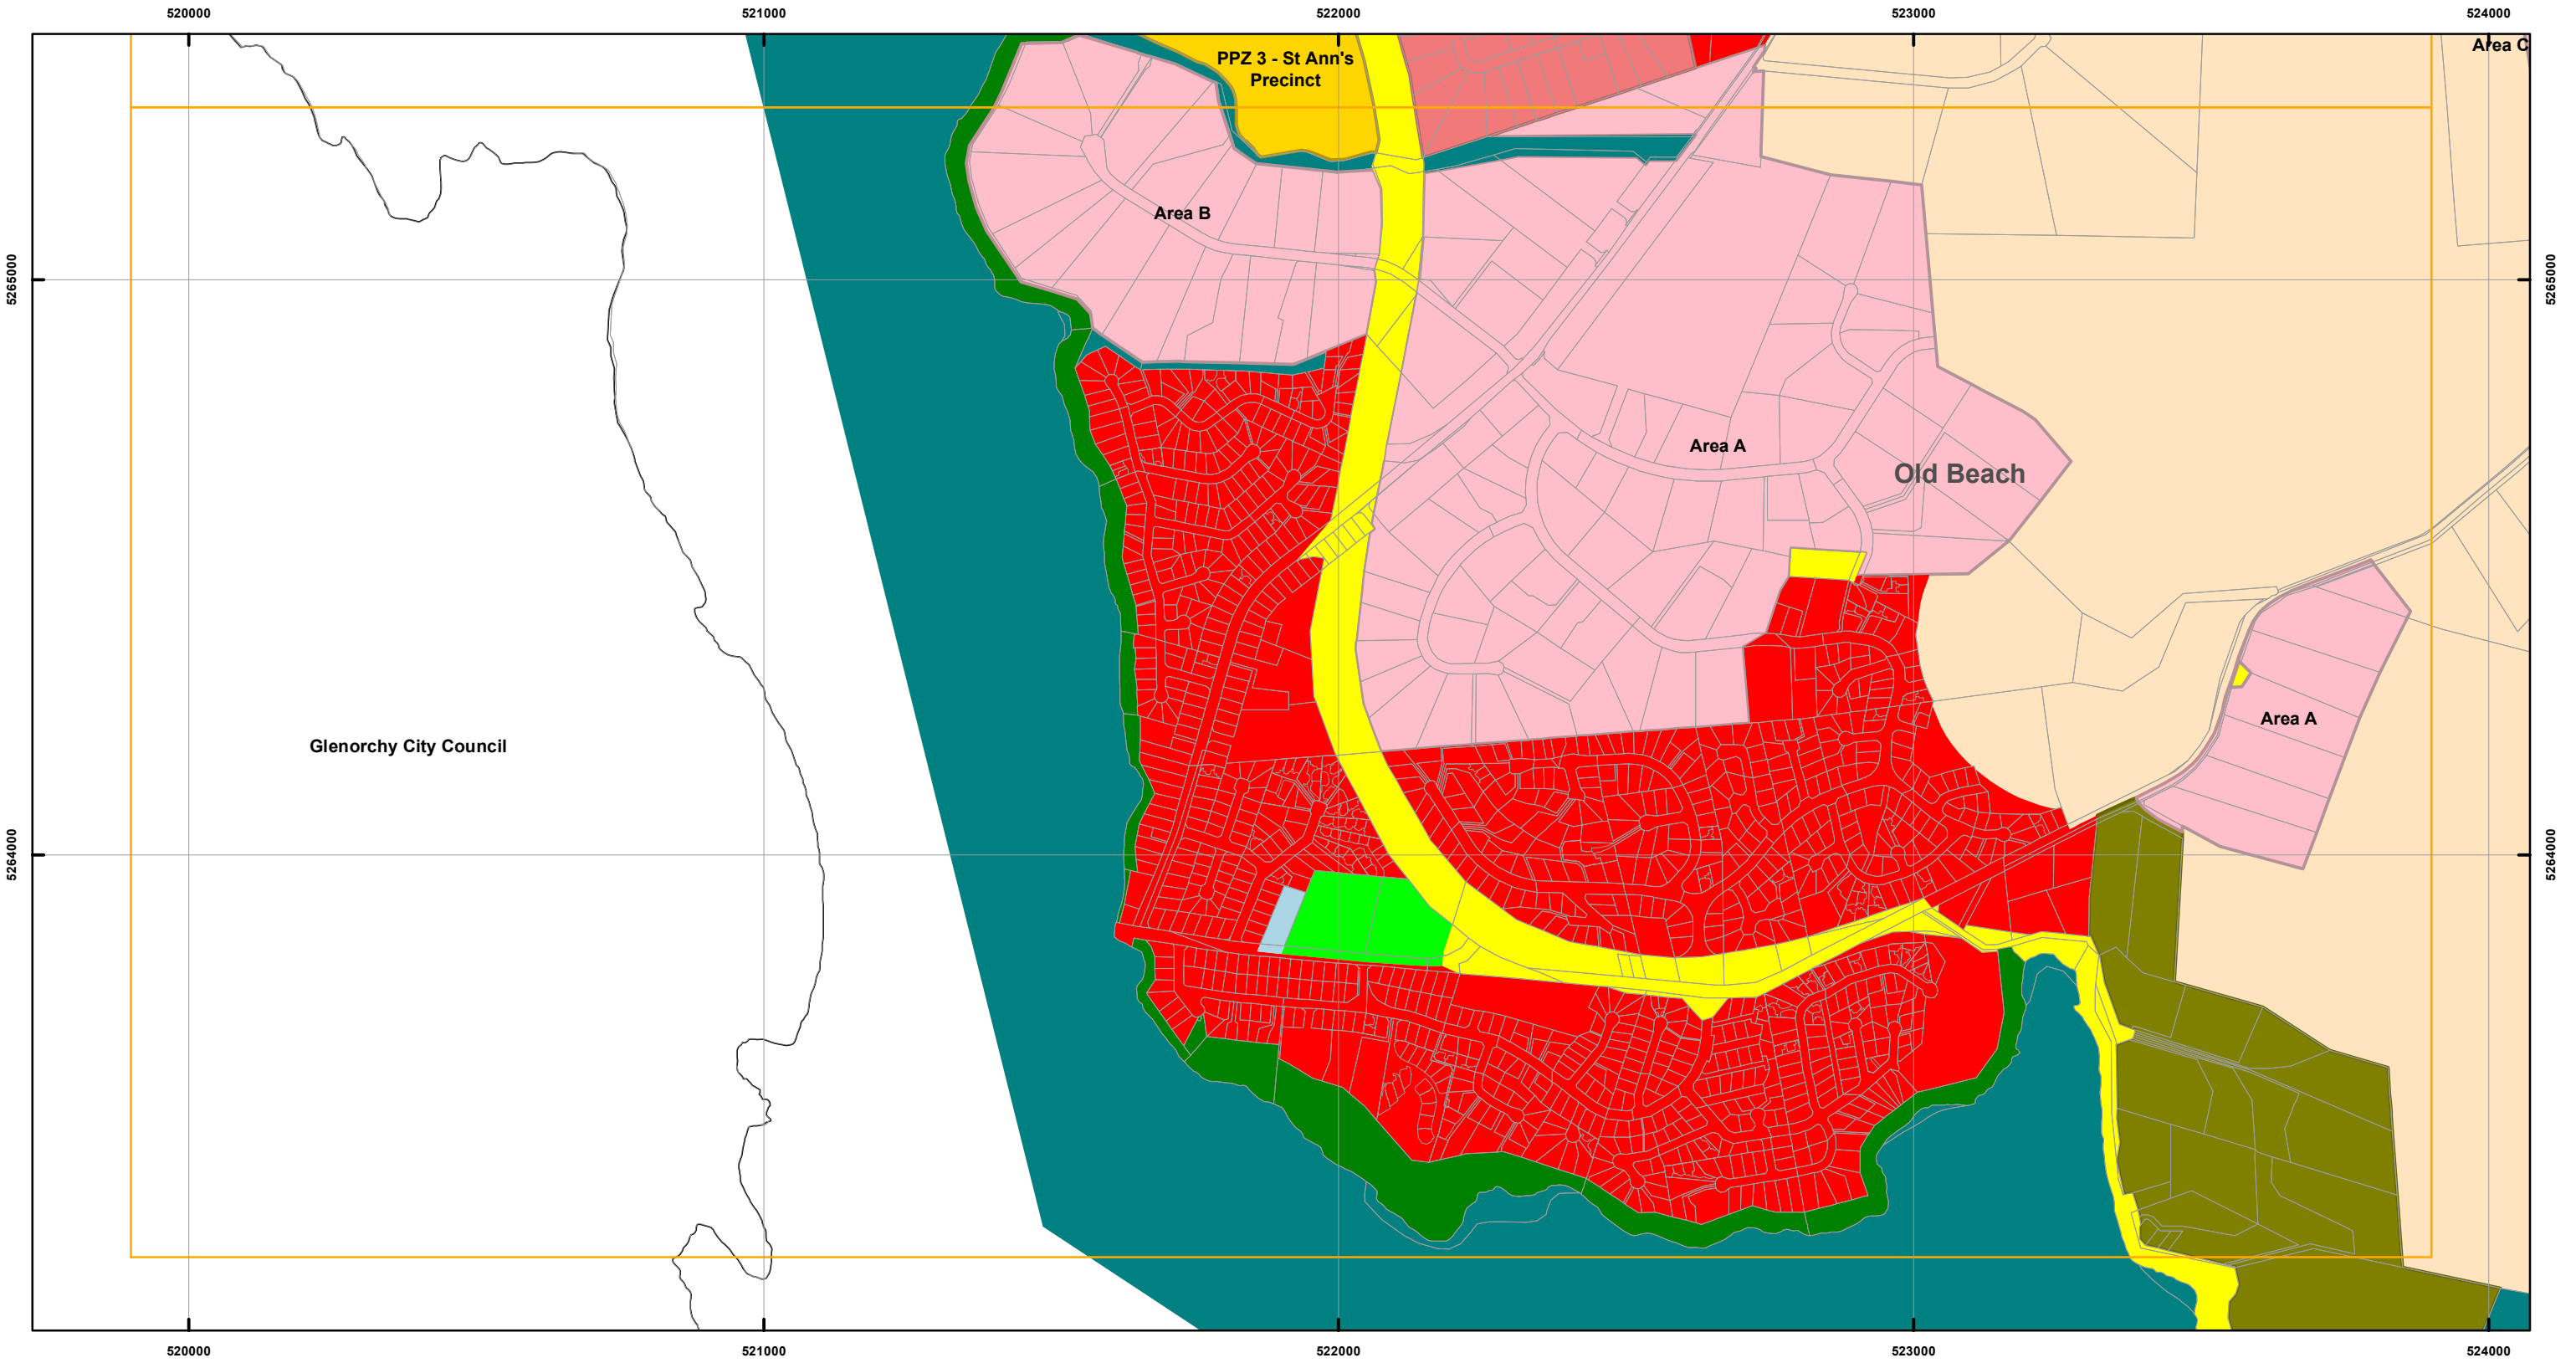 520000
521000
522000
523000
524000
PPZ 3 - St Ann's
Precinct
Area C
Area B
5265000
5265000
Area A
Old Beach
Area A
Glenorchy City Council
5264000
5264000
520000
521000
522000
523000
524000